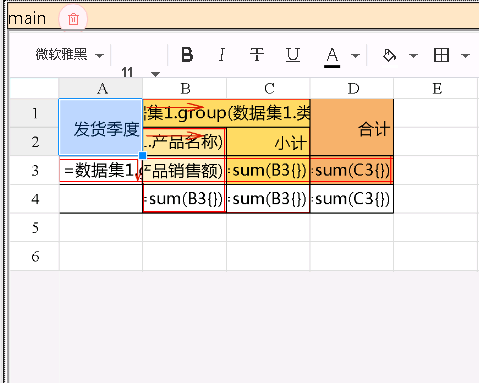 main
微软雅黑 11 B I T U A
A B C D E
1 发货季度 集1.group(数据集1.类 合计
2 .产品名称) 小计
3 =数据集1. 产品销售额) =sum(B3{}) =sum(C3{})
4 =sum(B3{}) =sum(B3{}) =sum(C3{})
5
6